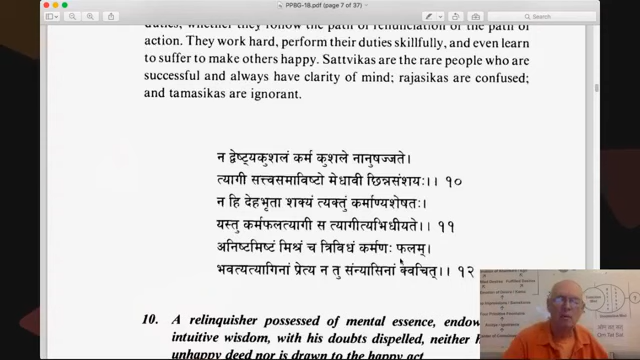 PPBG-18.pdf (page 7 of 37)
duties, whether they follow the path of renunciation or the path of
action. They work hard, perform their duties skillfully, and even learn
to suffer to make others happy. Sattvikas are the rare people who are
successful and always have clarity of mind; rajasikas are confused;
and tamasikas are ignorant.
न द्वेष्ट्यकुशलं कर्म कुशले नानुषज्जते।
त्यागी सत्त्वसमाविष्टो मेधावी छिन्नसंशयः।। १०
न हि देहभृता शक्यं त्यक्तुं कर्माण्यशेषतः।
यस्तु कर्मफलत्यागी स त्यागीत्यभिधीयते।। ११
अनिष्टमिष्टं मिश्रं च त्रिविधं कर्मणः फलम्।
भवत्यत्यागिनां प्रेत्य न तु संन्यासिनां क्वचित्।। १२
10. A relinquisher possessed of mental essence, endow
intuitive wisdom, with his doubts dispelled, neither
unhappy deed nor is drawn to the happy act
Om Tat Sat